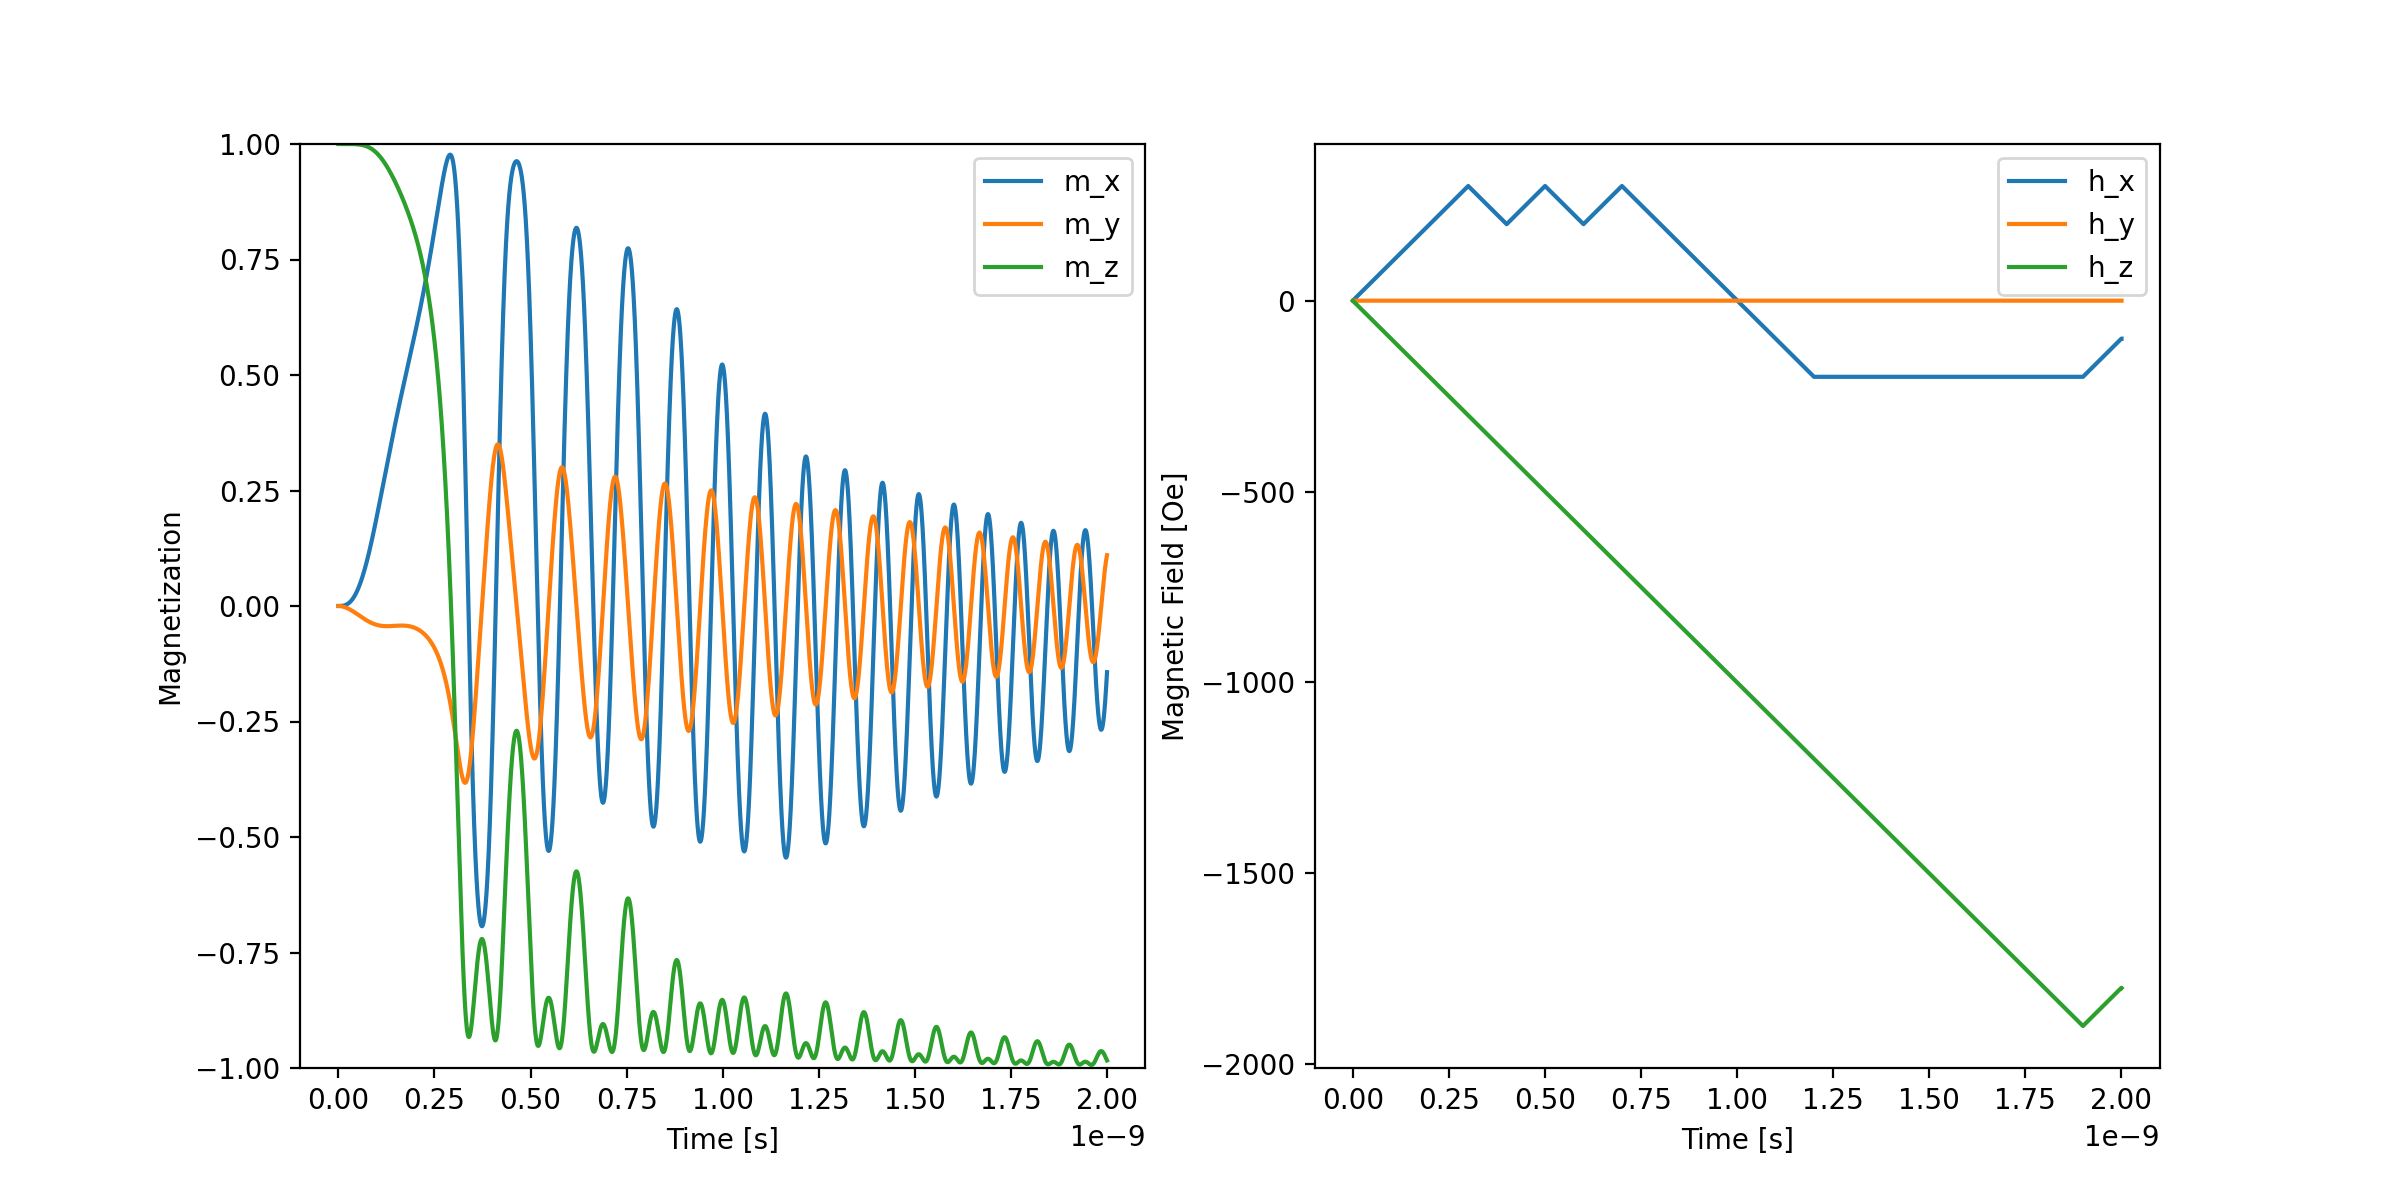 Magnetization
1.00
0.75
0.50
0.25
0.00
−0.25
−0.50
−0.75
−1.00
0.00 0.25 0.50 0.75 1.00 1.25 1.50 1.75 2.00
Time [s]
1e−9
m_x
m_y
m_z
Magnetic Field [Oe]
0
−500
−1000
−1500
−2000
0.00 0.25 0.50 0.75 1.00 1.25 1.50 1.75 2.00
Time [s]
1e−9
h_x
h_y
h_z